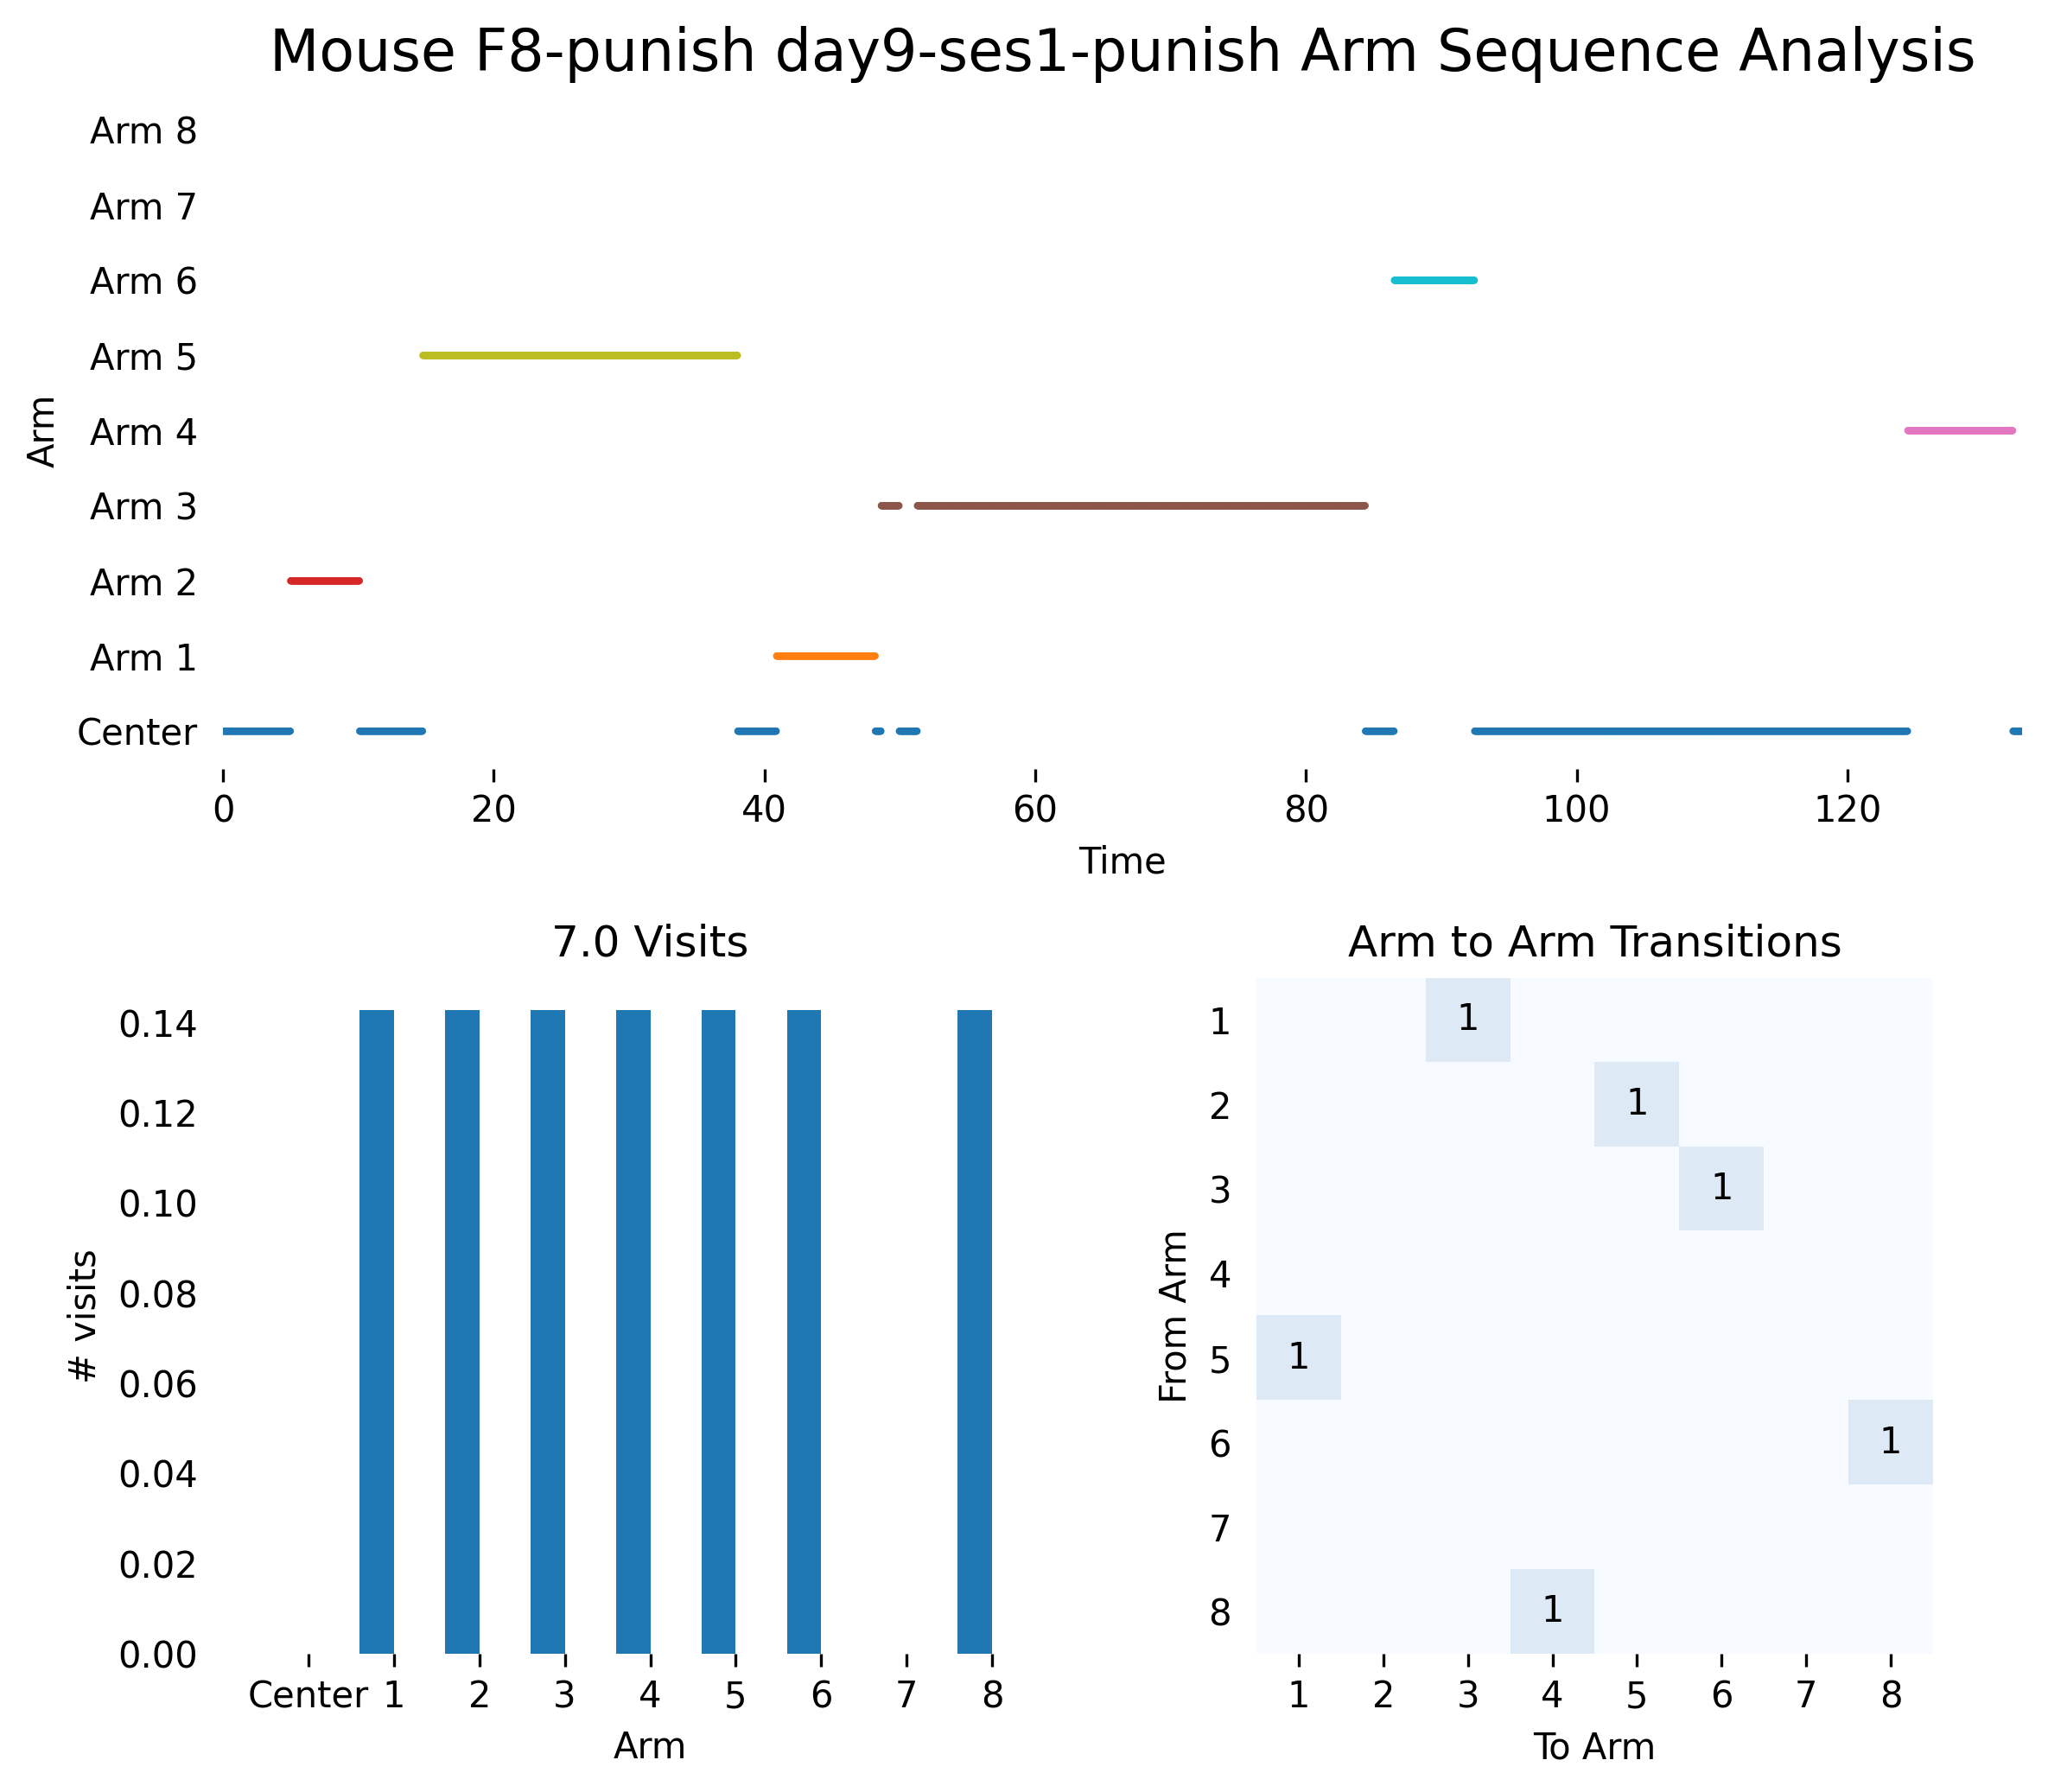 Mouse F8-punish day9-ses1-punish Arm Sequence Analysis
Arm 8
Arm 7
Arm 6
Arm 5
Arm 4
Arm 3
Arm 2
Arm 1
Center
Arm
0 20 40 60 80 100 120
Time
7.0 Visits
0.14
0.12
0.10
0.08
0.06
0.04
0.02
0.00
# visits
Center 1 2 3 4 5 6 7 8
Arm
Arm to Arm Transitions
1 1
2 1
3 1
4
5 1
6 1
7
8 1
From Arm
1 2 3 4 5 6 7 8
To Arm